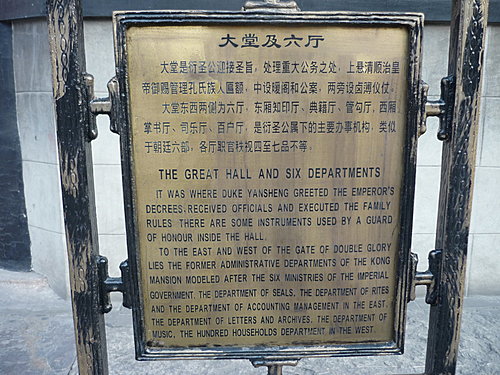 大堂及六厅
大堂是衍圣公迎接圣旨，处理重大公务之处，上悬清顺治皇
帝御赐管理孔氏族人匾额，中设暖阁和公案，两旁设卤簿仪仗。
大堂东西两侧为六厅，东厢知印厅、典籍厅、管勾厅，西厢
掌书厅、司乐厅、百户厅，是衍圣公属下的主要办事机构，类似
于朝廷六部，各厅职官秩视四至七品不等。
THE GREAT HALL AND SIX DEPARTMENTS
IT WAS WHERE DUKE YANSHENG GREETED THE EMPEROR'S
DECREES, RECEIVED OFFICIALS AND EXECUTED THE FAMILY
RULES THERE ARE SOME INSTRUMENTS USED BY A GUARD
OF HONOUR INSIDE THE HALL.
TO THE EAST AND WEST OF THE GATE OF DOUBLE GLORY
LIES THE FORMER ADMINISTRATIVE DEPARTMENTS OF THE KONG
MANSION MODELED AFTER THE SIX MINISTRIES OF THE IMPERIAL
GOVERNMENT. THE DEPARTMENT OF SEALS, THE DEPARTMENT OF RITES
AND THE DEPARTMENT OF ACCOUNTING MANAGEMENT IN THE EAST,
THE DEPARTMENT OF LETTERS AND ARCHIVES, THE DEPARTMENT OF
MUSIC, THE HUNDRED HOUSEHOLDS DEPARTMENT IN THE WEST.